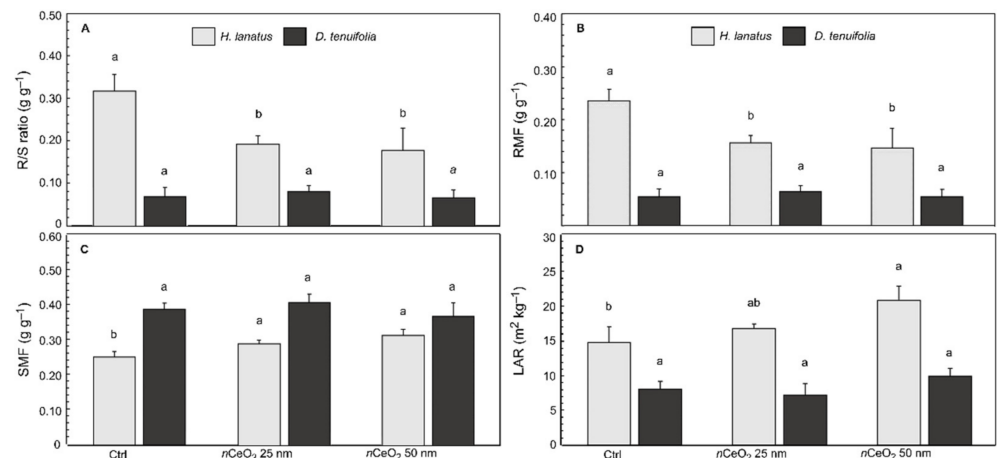 0.50
0.40
0.30
0.20
0.10
0
R/S ratio (g g⁻¹)
A
H. lanatus
D. tenuifolia
a
a
b
a
b
a
0.40
0.30
0.20
0.10
RMF (g g⁻¹)
B
H. lanatus
D. tenuifolia
a
a
b
a
b
a
0.60
0.40
0.30
0.20
0.10
0
SMF (g g⁻¹)
C
b
a
a
a
a
a
Ctrl
nCeO₂ 25 nm
nCeO₂ 50 nm
30
25
20
15
10
5
0
LAR (m² kg⁻¹)
D
b
a
ab
a
a
a
Ctrl
nCeO₂ 25 nm
nCeO₂ 50 nm